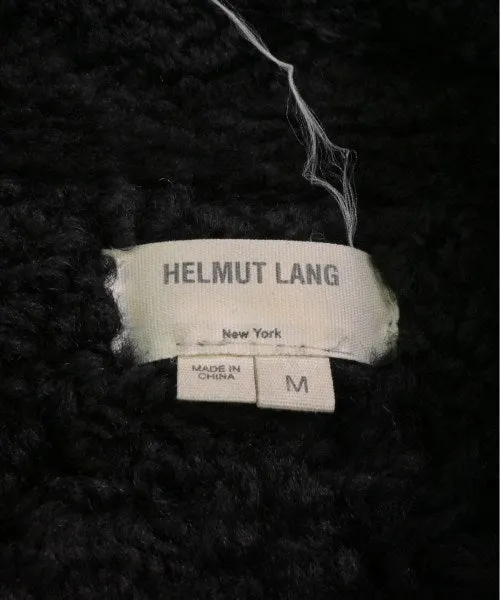 HELMUT LANG
New York
MADE IN
CHINA
M